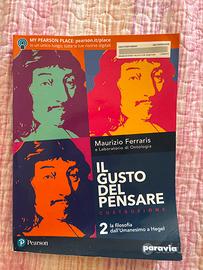 MY PEARSON PLACE: pearson.it/place
in un unico luogo, tutte le tue risorse digitali
Maurizio Ferraris
e Laboratorio di Ontologia
IL
GUSTO
DEL
PENSARE
COSTRUZIONE
2 la filosofia
dall'Umanesimo a Hegel
Pearson
paravia